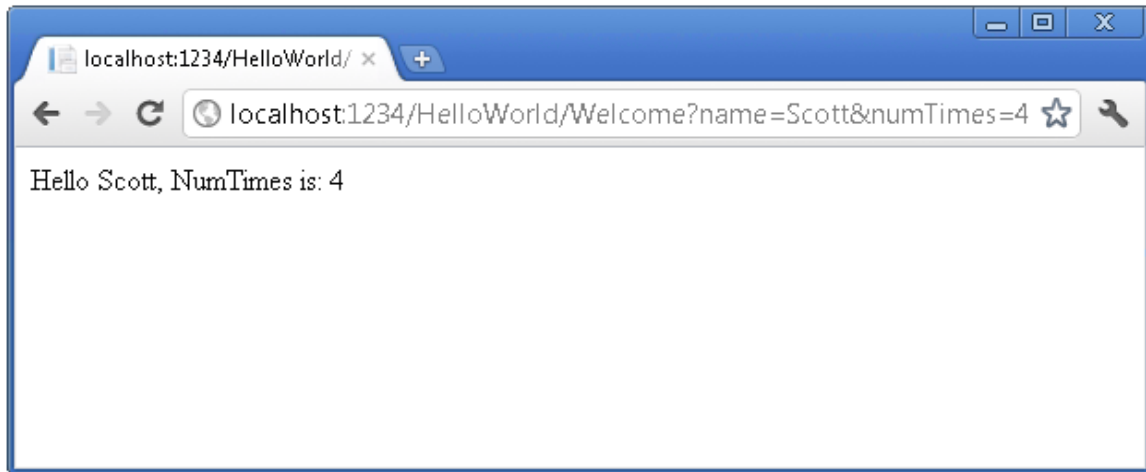 localhost:1234/HelloWorld/
localhost:1234/HelloWorld/Welcome?name=Scott&numTimes=4
Hello Scott, NumTimes is: 4